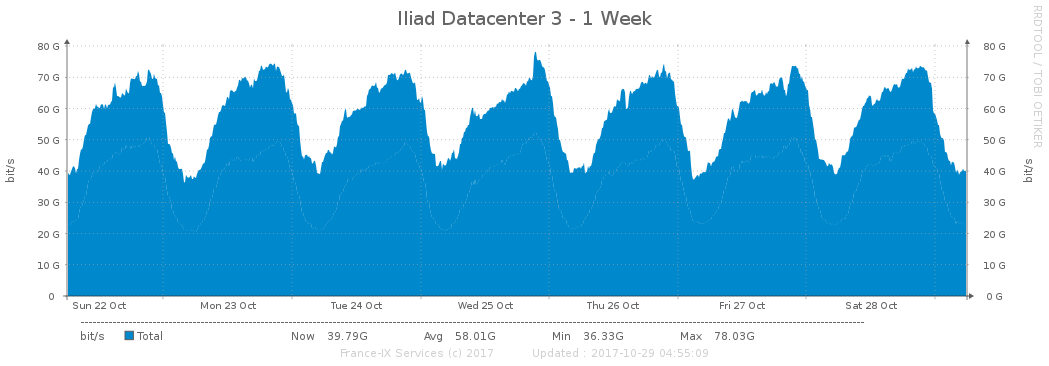 Iliad Datacenter 3 - 1 Week
RRDTOOL / TOBI OETIKER
bit/s
80 G
70 G
60 G
50 G
40 G
30 G
20 G
10 G
0
80 G
70 G
60 G
50 G
40 G
30 G
20 G
10 G
0 G
bit/s
Sun 22 Oct Mon 23 Oct Tue 24 Oct Wed 25 Oct Thu 26 Oct Fri 27 Oct Sat 28 Oct
bit/s Total Now 39.79G Avg 58.01G Min 36.33G Max 78.03G
France-IX Services (c) 2017 Updated : 2017-10-29 04:55:09